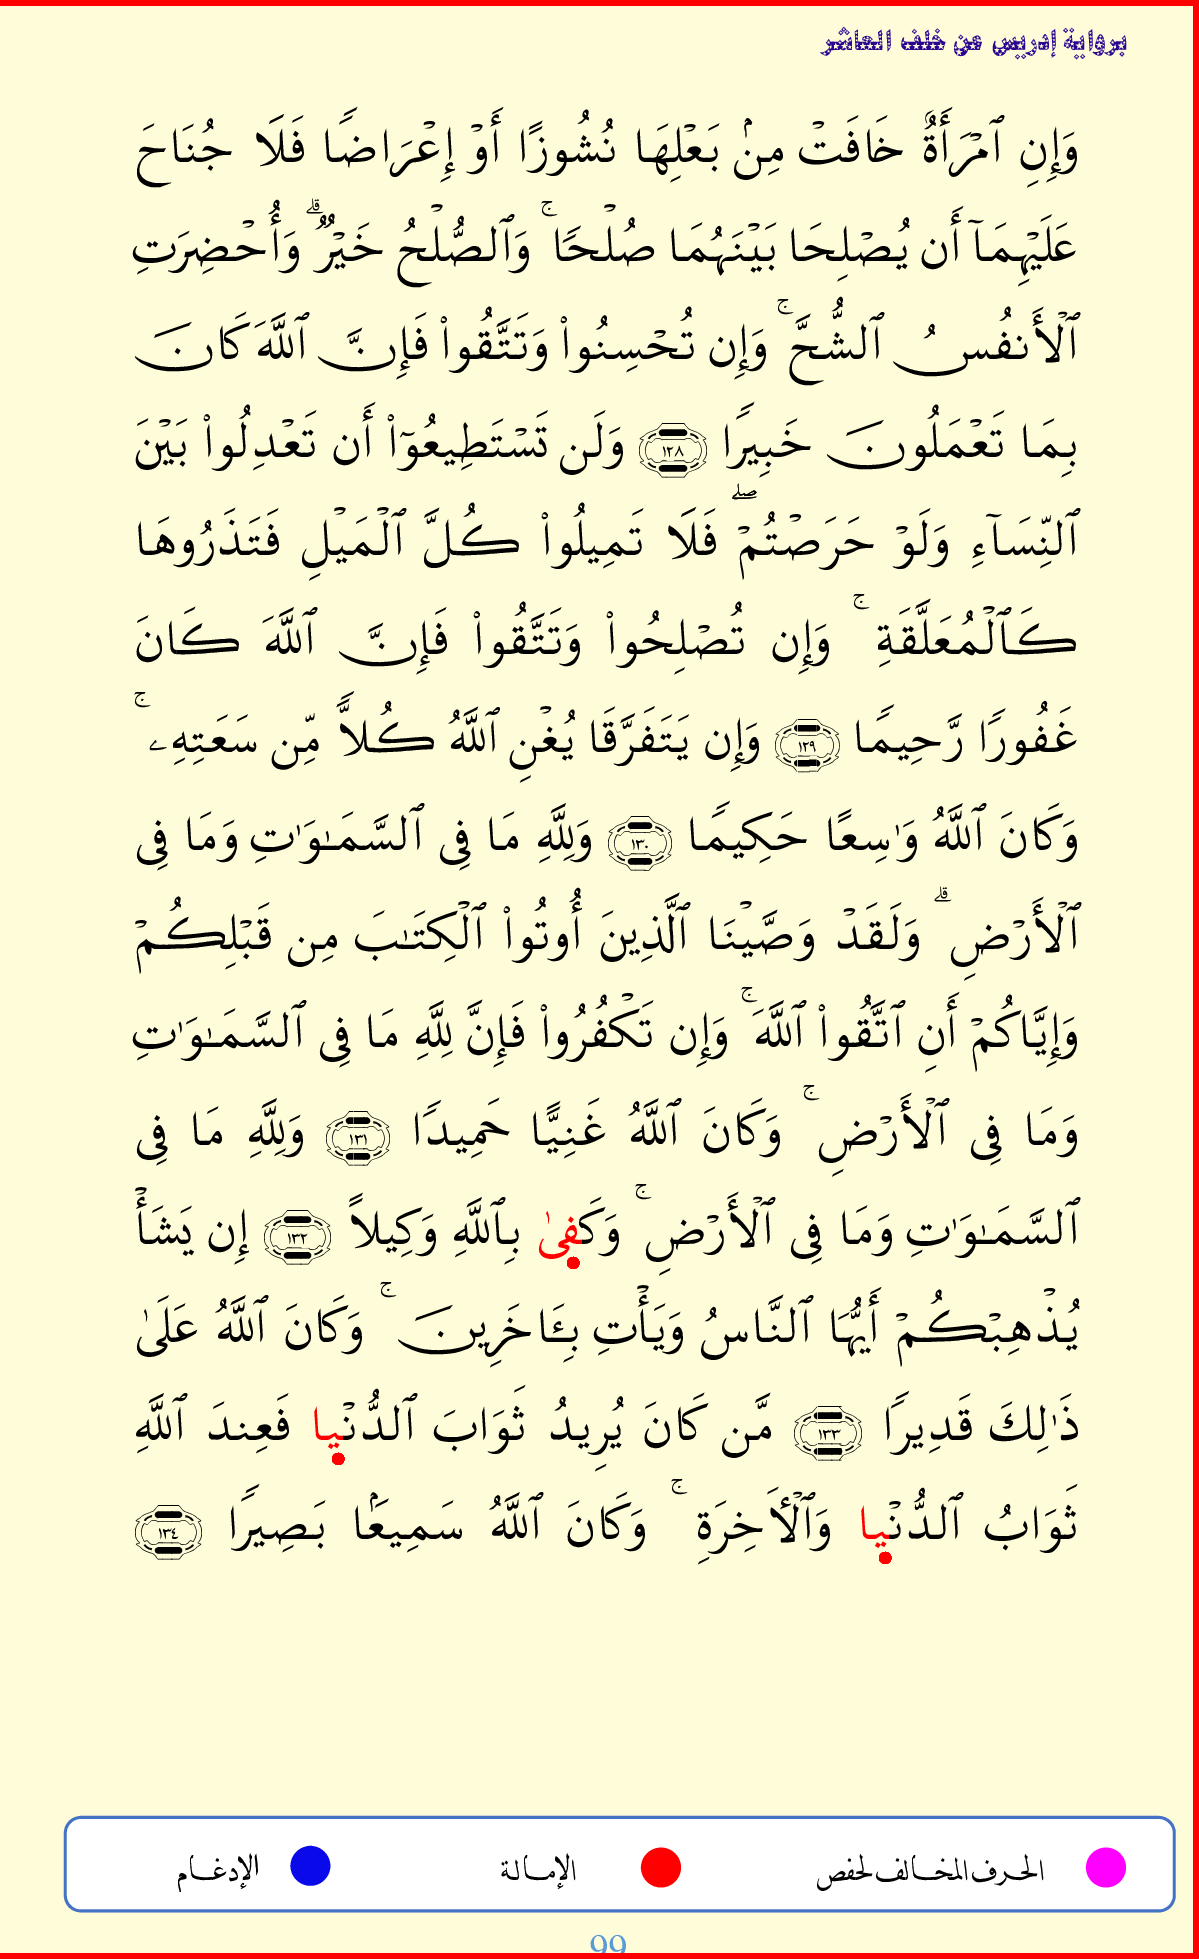 برواية إدريس عن خلف العاشر
وَإِنِ ٱمْرَأَةٌ خَافَتْ مِنۢ بَعْلِهَا نُشُوزًا أَوْ إِعْرَاضًا فَلَا جُنَاحَ
عَلَيْهِمَآ أَن يُصْلِحَا بَيْنَهُمَا صُلْحًا ۚ وَٱلصُّلْحُ خَيْرٌ ۗ وَأُحْضِرَتِ
ٱلْأَنفُسُ ٱلشُّحَّ ۚ وَإِن تُحْسِنُوا۟ وَتَتَّقُوا۟ فَإِنَّ ٱللَّهَ كَانَ
بِمَا تَعْمَلُونَ خَبِيرًا ١٢٨ وَلَن تَسْتَطِيعُوٓا۟ أَن تَعْدِلُوا۟ بَيْنَ
ٱلنِّسَآءِ وَلَوْ حَرَصْتُمْ ۖ فَلَا تَمِيلُوا۟ كُلَّ ٱلْمَيْلِ فَتَذَرُوهَا
كَٱلْمُعَلَّقَةِ ۚ وَإِن تُصْلِحُوا۟ وَتَتَّقُوا۟ فَإِنَّ ٱللَّهَ كَانَ
غَفُورًا رَّحِيمًا ١٢٩ وَإِن يَتَفَرَّقَا يُغْنِ ٱللَّهُ كُلًّا مِّن سَعَتِهِۦ ۚ
وَكَانَ ٱللَّهُ وَٰسِعًا حَكِيمًا ١٣٠ وَلِلَّهِ مَا فِى ٱلسَّمَـٰوَٰتِ وَمَا فِى
ٱلْأَرْضِ ۗ وَلَقَدْ وَصَّيْنَا ٱلَّذِينَ أُوتُوا۟ ٱلْكِتَـٰبَ مِن قَبْلِكُمْ
وَإِيَّاكُمْ أَنِ ٱتَّقُوا۟ ٱللَّهَ ۚ وَإِن تَكْفُرُوا۟ فَإِنَّ لِلَّهِ مَا فِى ٱلسَّمَـٰوَٰتِ
وَمَا فِى ٱلْأَرْضِ ۚ وَكَانَ ٱللَّهُ غَنِيًّا حَمِيدًا ١٣١ وَلِلَّهِ مَا فِى
ٱلسَّمَـٰوَٰتِ وَمَا فِى ٱلْأَرْضِ ۚ وَكَفِىٰ بِٱللَّهِ وَكِيلًا ١٣٢ إِن يَشَأْ
يُذْهِبْكُمْ أَيُّهَا ٱلنَّاسُ وَيَأْتِ بِـَٔاخَرِينَ ۚ وَكَانَ ٱللَّهُ عَلَىٰ
ذَٰلِكَ قَدِيرًا ١٣٣ مَّن كَانَ يُرِيدُ ثَوَابَ ٱلدُّنْيا فَعِندَ ٱللَّهِ
ثَوَابُ ٱلدُّنْيا وَٱلْـَٔاخِرَةِ ۚ وَكَانَ ٱللَّهُ سَمِيعَۢا بَصِيرًا ١٣٤
الحرف المخالف لحفص الإمالة الإدغام
99